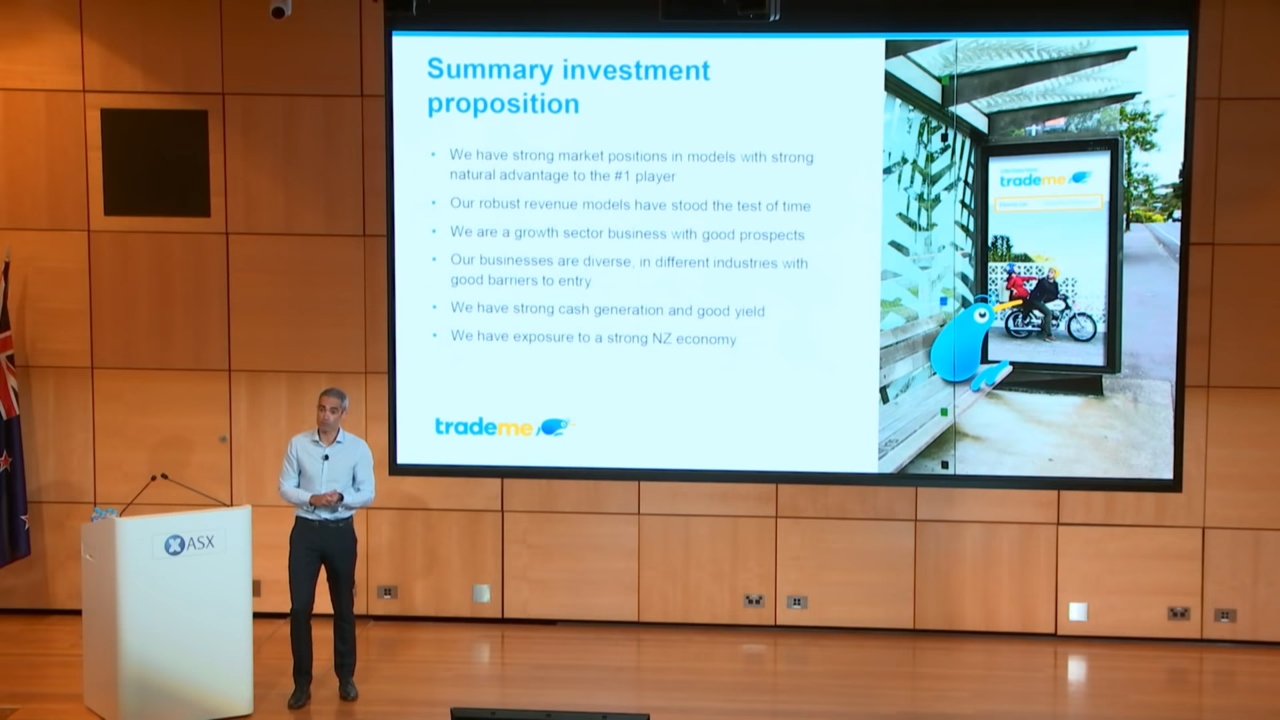 Summary investment
proposition
• We have strong market positions in models with strong
natural advantage to the #1 player
• Our robust revenue models have stood the test of time
• We are a growth sector business with good prospects
• Our businesses are diverse, in different industries with
good barriers to entry
• We have strong cash generation and good yield
• We have exposure to a strong NZ economy
trademe
trademe
ASX